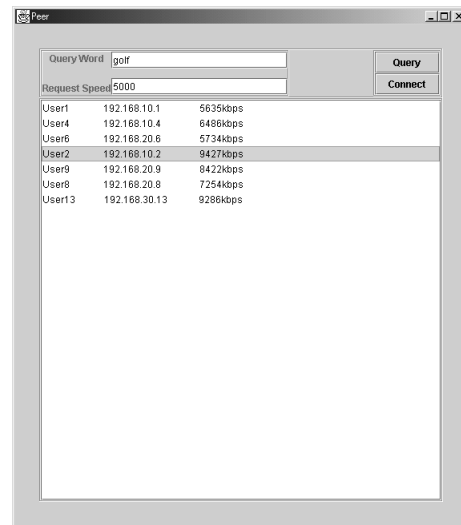 Peer
Query Word golf Query
Request Speed 5000 Connect
User1 192.168.10.1 5635kbps
User4 192.168.10.4 6486kbps
User6 192.168.20.6 5734kbps
User2 192.168.10.2 9427kbps
User9 192.168.20.9 8422kbps
User8 192.168.20.8 7254kbps
User13 192.168.30.13 9286kbps